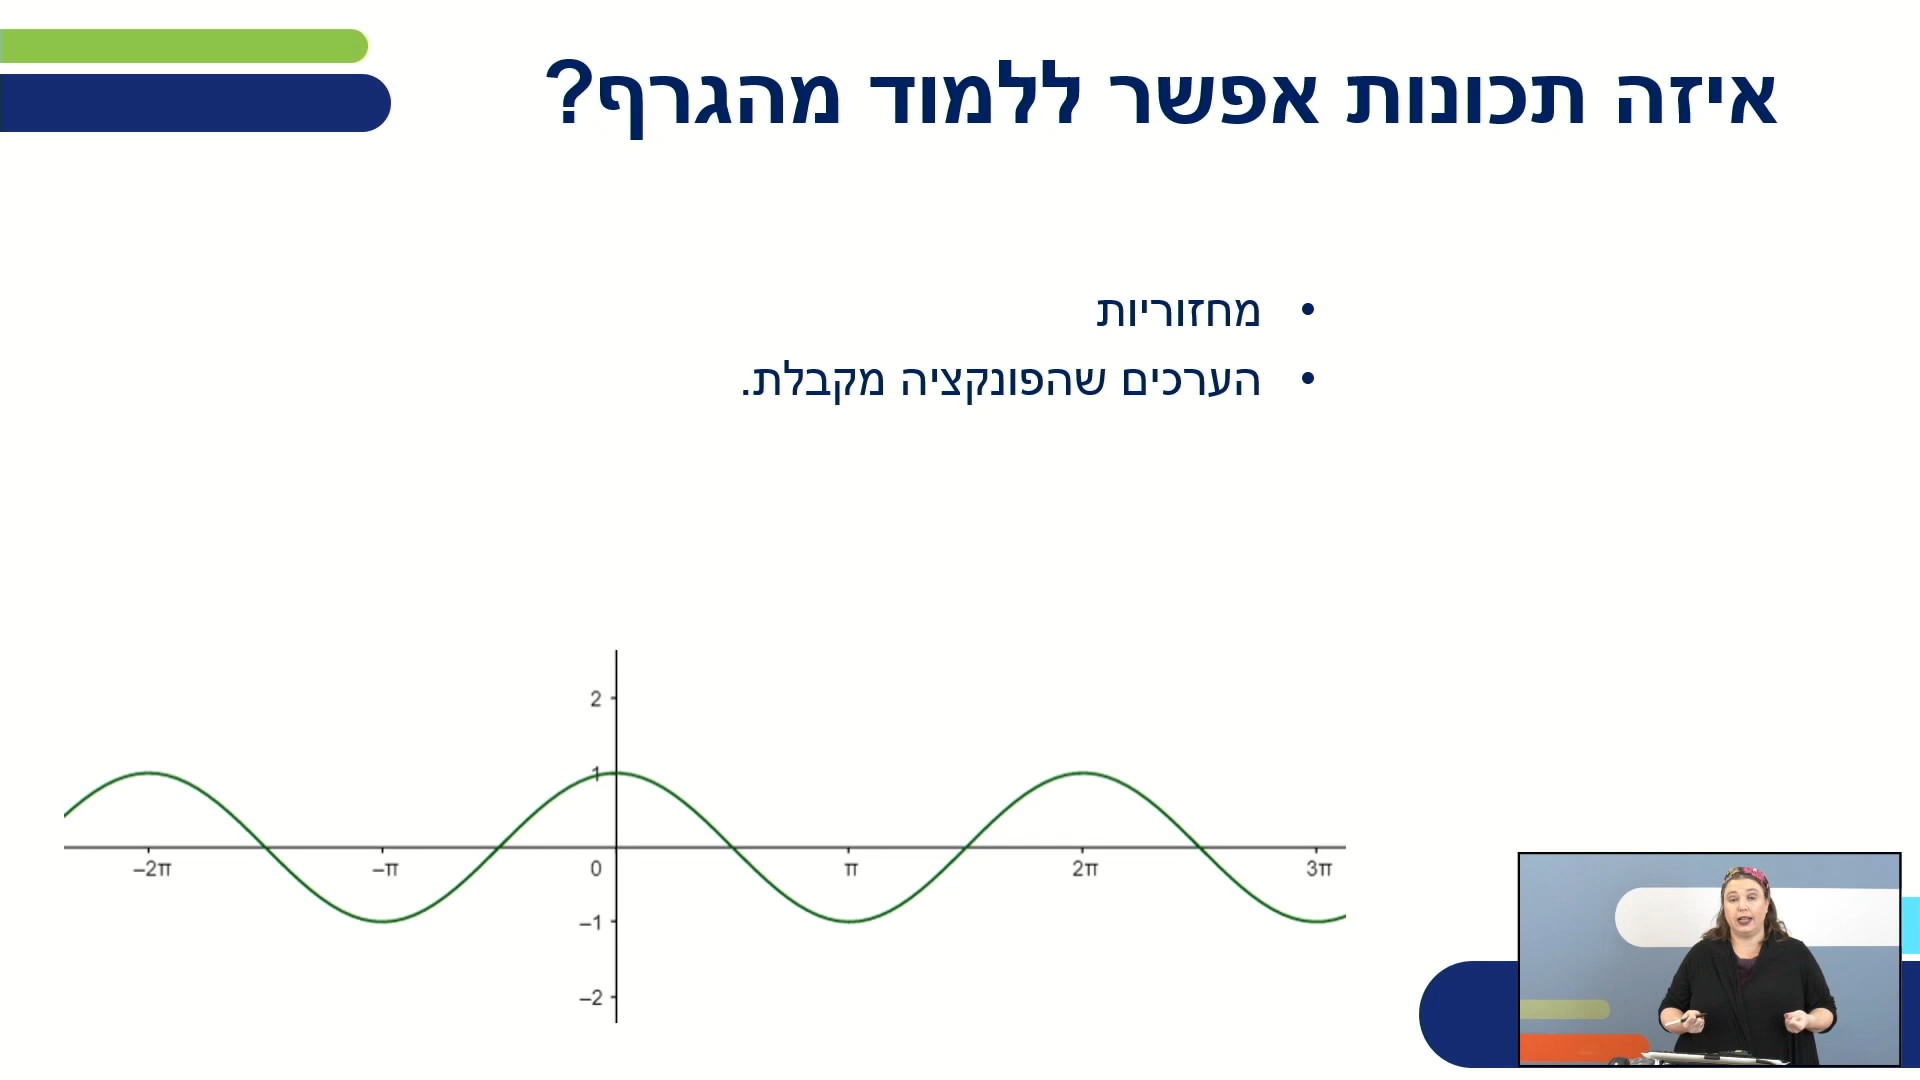 איזה תכונות אפשר ללמוד מהגרף?
• מחזוריות
• הערכים שהפונקציה מקבלת.
2
1
–2π –π 0 π 2π 3π
–1
–2